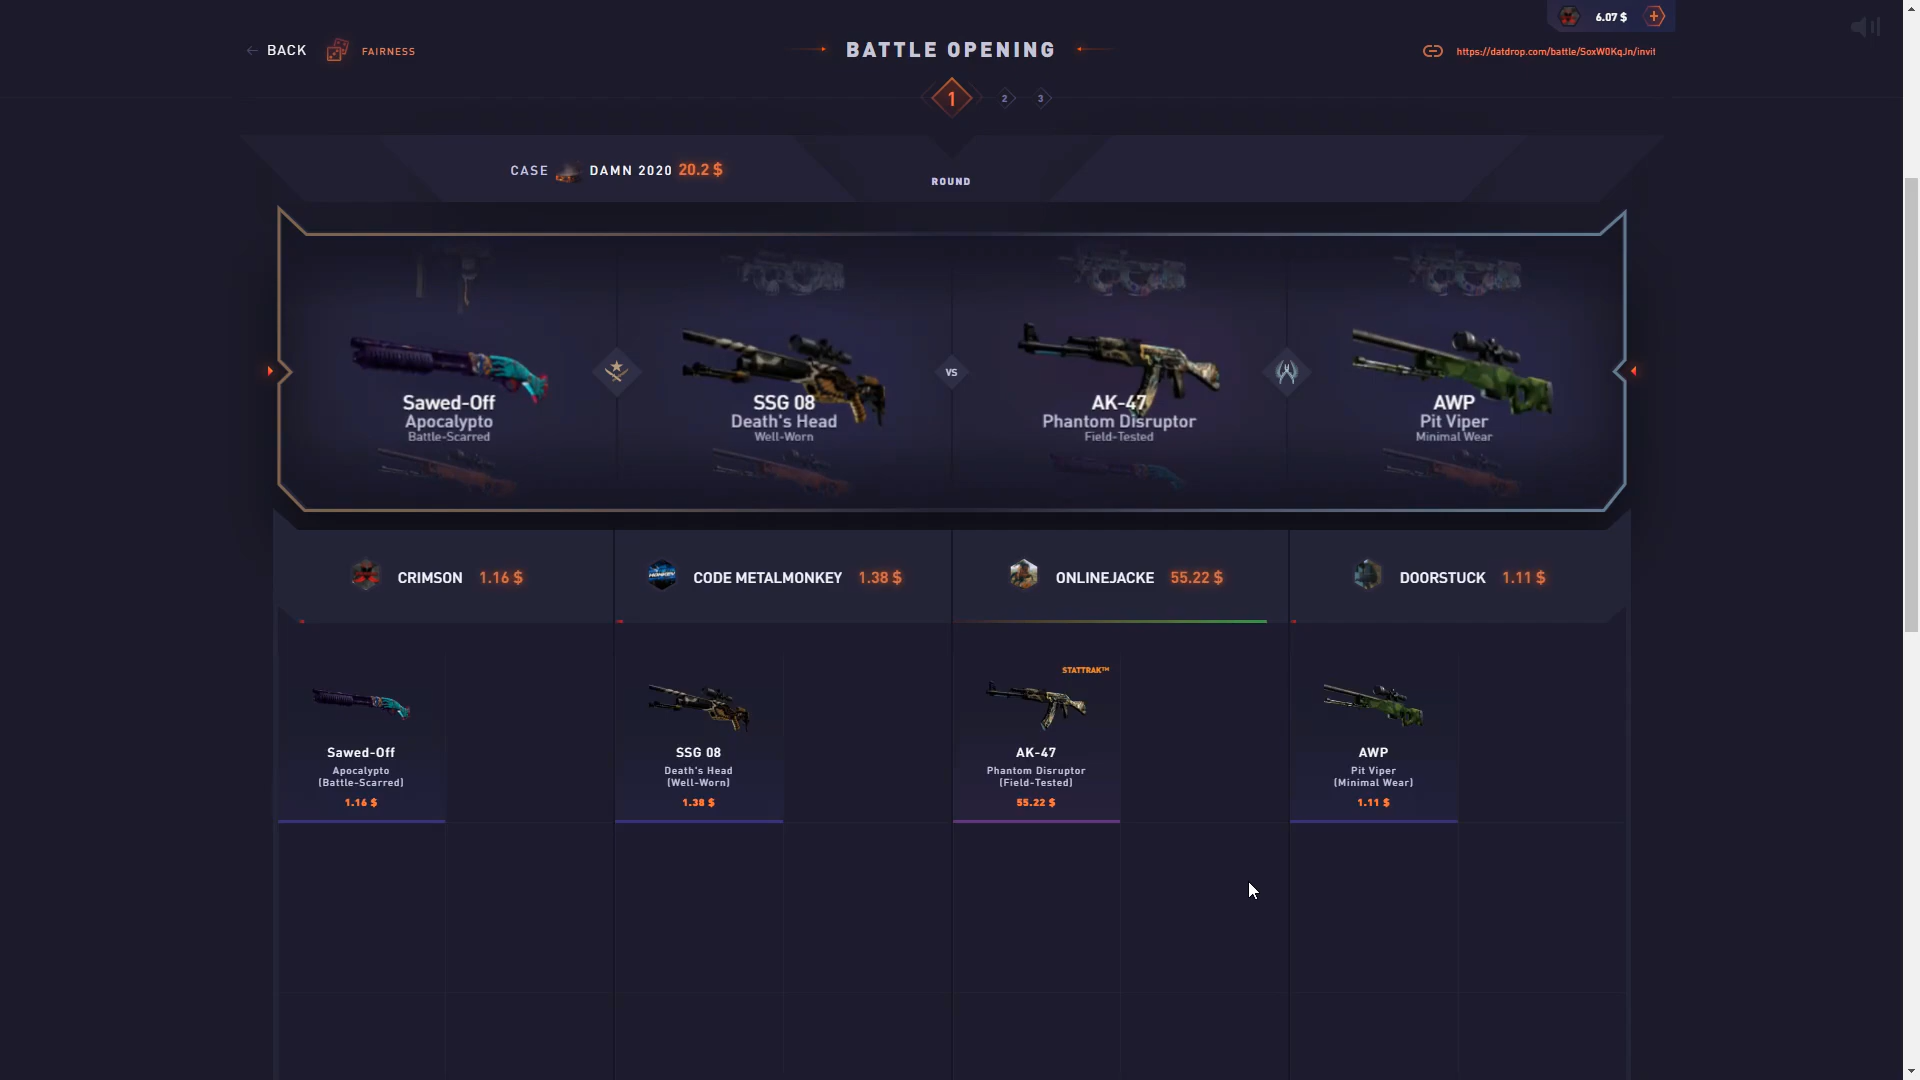 6.07 $
BACK
FAIRNESS
BATTLE OPENING
https://datdrop.com/battle/SoxW0KqJn/invit
1
2
3
CASE DAMN 2020 20.2 $
ROUND
Sawed-Off
Apocalypto
Battle-Scarred
SSG 08
Death's Head
Well-Worn
VS
AK-47
Phantom Disruptor
Field-Tested
AWP
Pit Viper
Minimal Wear
CRIMSON 1.16 $
CODE METALMONKEY 1.38 $
ONLINEJACKE 55.22 $
DOORSTUCK 1.11 $
Sawed-Off
Apocalypto
(Battle-Scarred)
1.16 $
SSG 08
Death's Head
(Well-Worn)
1.38 $
STATTRAK™
AK-47
Phantom Disruptor
(Field-Tested)
55.22 $
AWP
Pit Viper
(Minimal Wear)
1.11 $